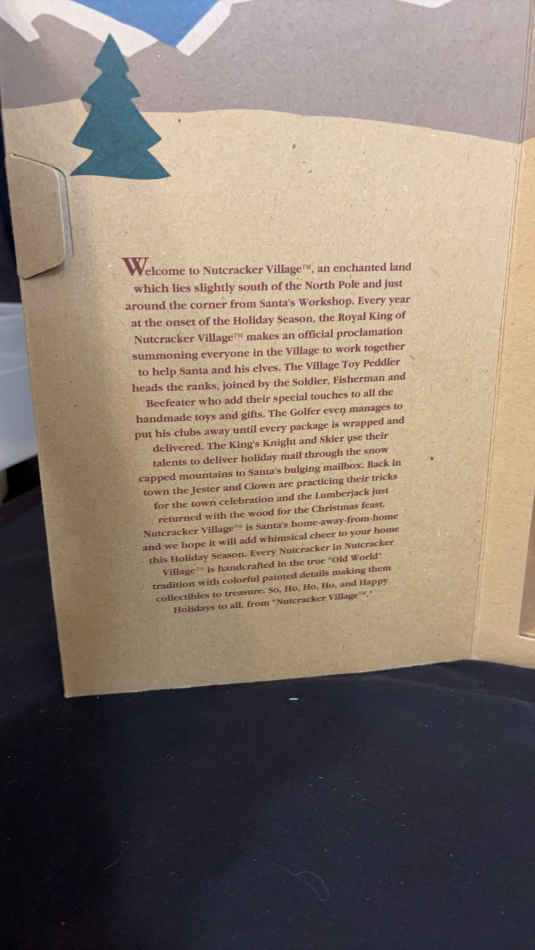 Welcome to Nutcracker Village™, an enchanted land
which lies slightly south of the North Pole and just
around the corner from Santa's Workshop. Every year
at the onset of the Holiday Season, the Royal King of
Nutcracker Village™ makes an official proclamation
summoning everyone in the Village to work together
to help Santa and his elves. The Village Toy Peddler
heads the ranks, joined by the Soldier, Fisherman and
Beefeater who add their special touches to all the
handmade toys and gifts. The Golfer even manages to
put his clubs away until every package is wrapped and
delivered. The King's Knight and Skier use their
talents to deliver holiday mail through the snow
capped mountains to Santa's bulging mailbox. Back in
town the Jester and Clown are practicing their tricks
for the town celebration and the Lumberjack just
returned with the wood for the Christmas feast.
Nutcracker Village™ is Santa's home-away-from-home
and we hope it will add whimsical cheer to your home
this Holiday Season. Every Nutcracker in Nutcracker
Village™ is handcrafted in the true "Old World"
tradition with colorful painted details making them
collectibles to treasure. So, Ho, Ho, Ho, and Happy
Holidays to all, from "Nutcracker Village™."